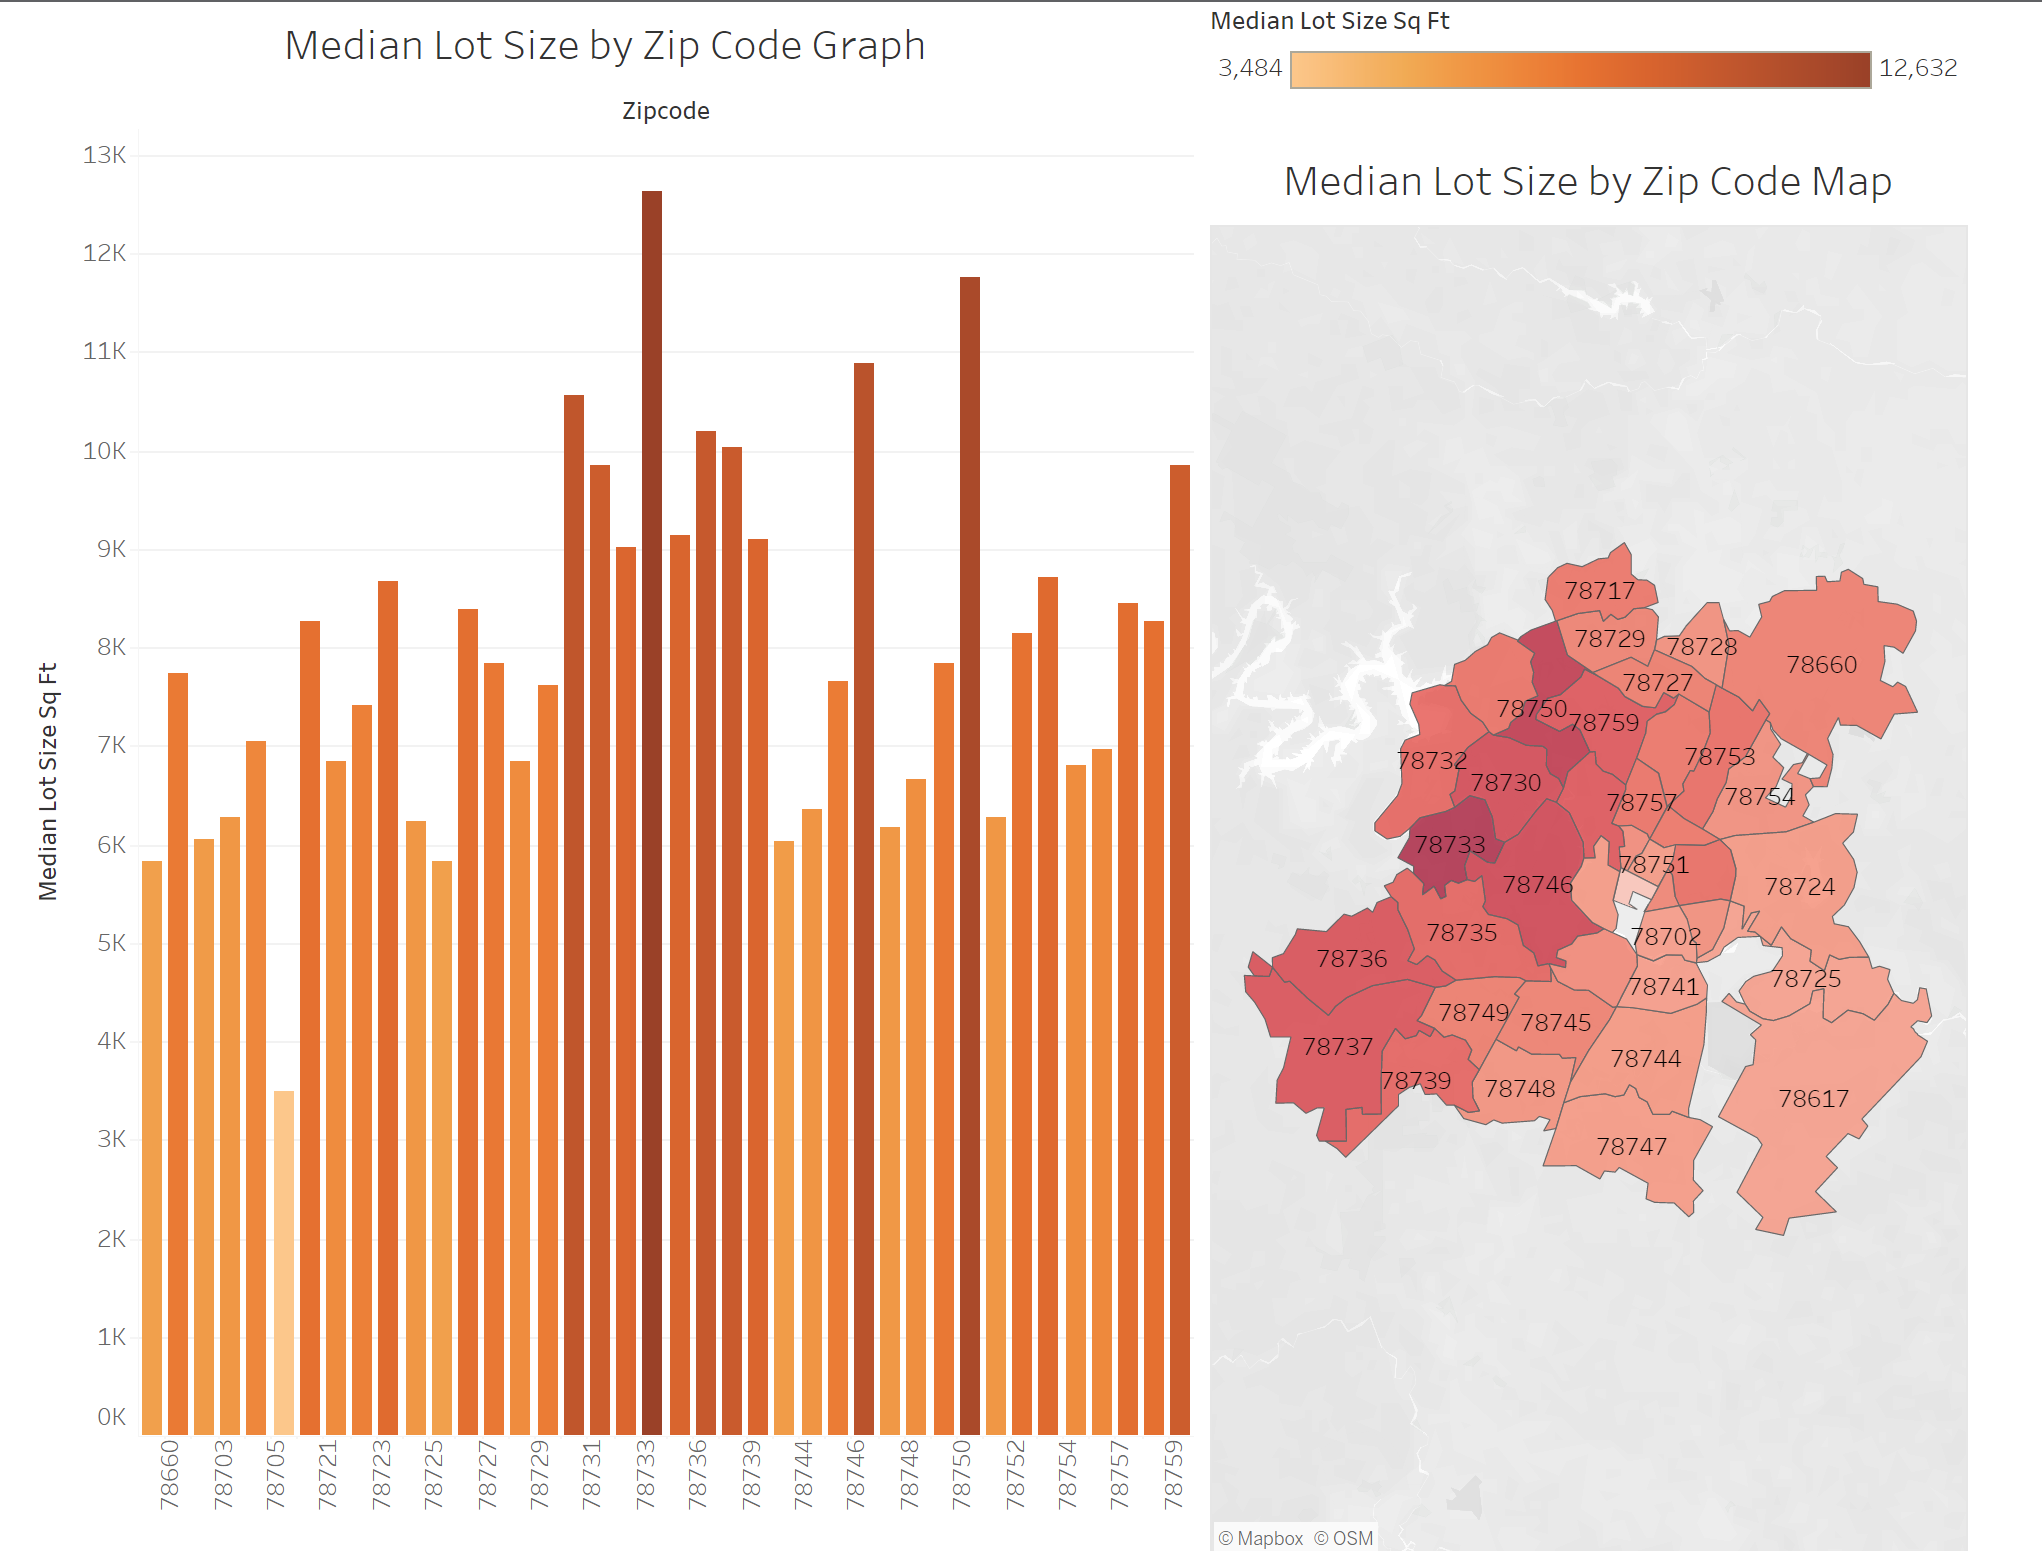 Median Lot Size by Zip Code Graph
Zipcode
Median Lot Size Sq Ft
13K
12K
11K
10K
9K
8K
7K
6K
5K
4K
3K
2K
1K
0K
78660
78703
78705
78721
78723
78725
78727
78729
78731
78733
78736
78739
78744
78746
78748
78750
78752
78754
78757
78759
Median Lot Size Sq Ft
3,484 12,632
Median Lot Size by Zip Code Map
78717
78729
78728
78660
78727
78750
78759
78732
78753
78730
78754
78757
78733
78751
78746
78724
78735
78702
78736
78725
78741
78749
78745
78737
78744
78739
78748
78617
78747
© Mapbox © OSM